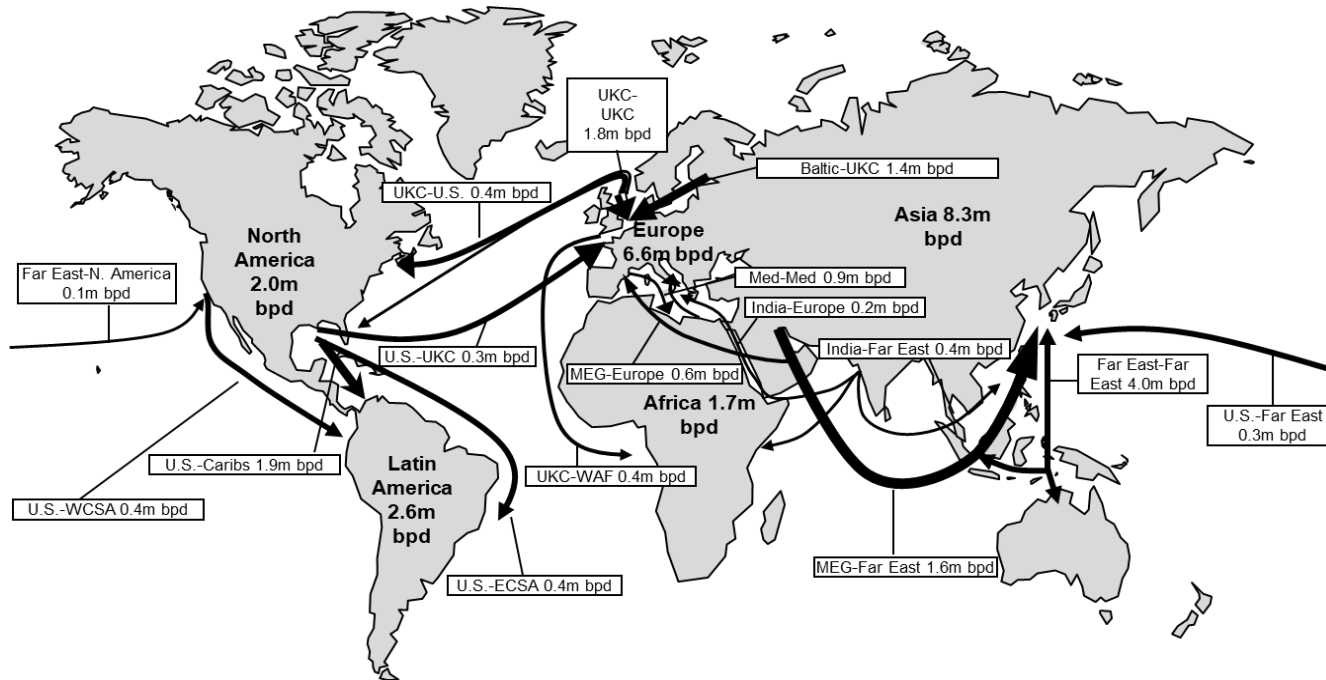 UKC-
UKC
1.8m bpd
UKC-U.S. 0.4m bpd
Baltic-UKC 1.4m bpd
Asia 8.3m
bpd
North
America
2.0m
bpd
Europe
6.6m bpd
Far East-N. America
0.1m bpd
Med-Med 0.9m bpd
India-Europe 0.2m bpd
U.S.-UKC 0.3m bpd
India-Far East 0.4m bpd
MEG-Europe 0.6m bpd
Far East-Far
East 4.0m bpd
Africa 1.7m
bpd
U.S.-Far East
0.3m bpd
U.S.-Caribs 1.9m bpd
Latin
America
2.6m
bpd
UKC-WAF 0.4m bpd
U.S.-WCSA 0.4m bpd
MEG-Far East 1.6m bpd
U.S.-ECSA 0.4m bpd